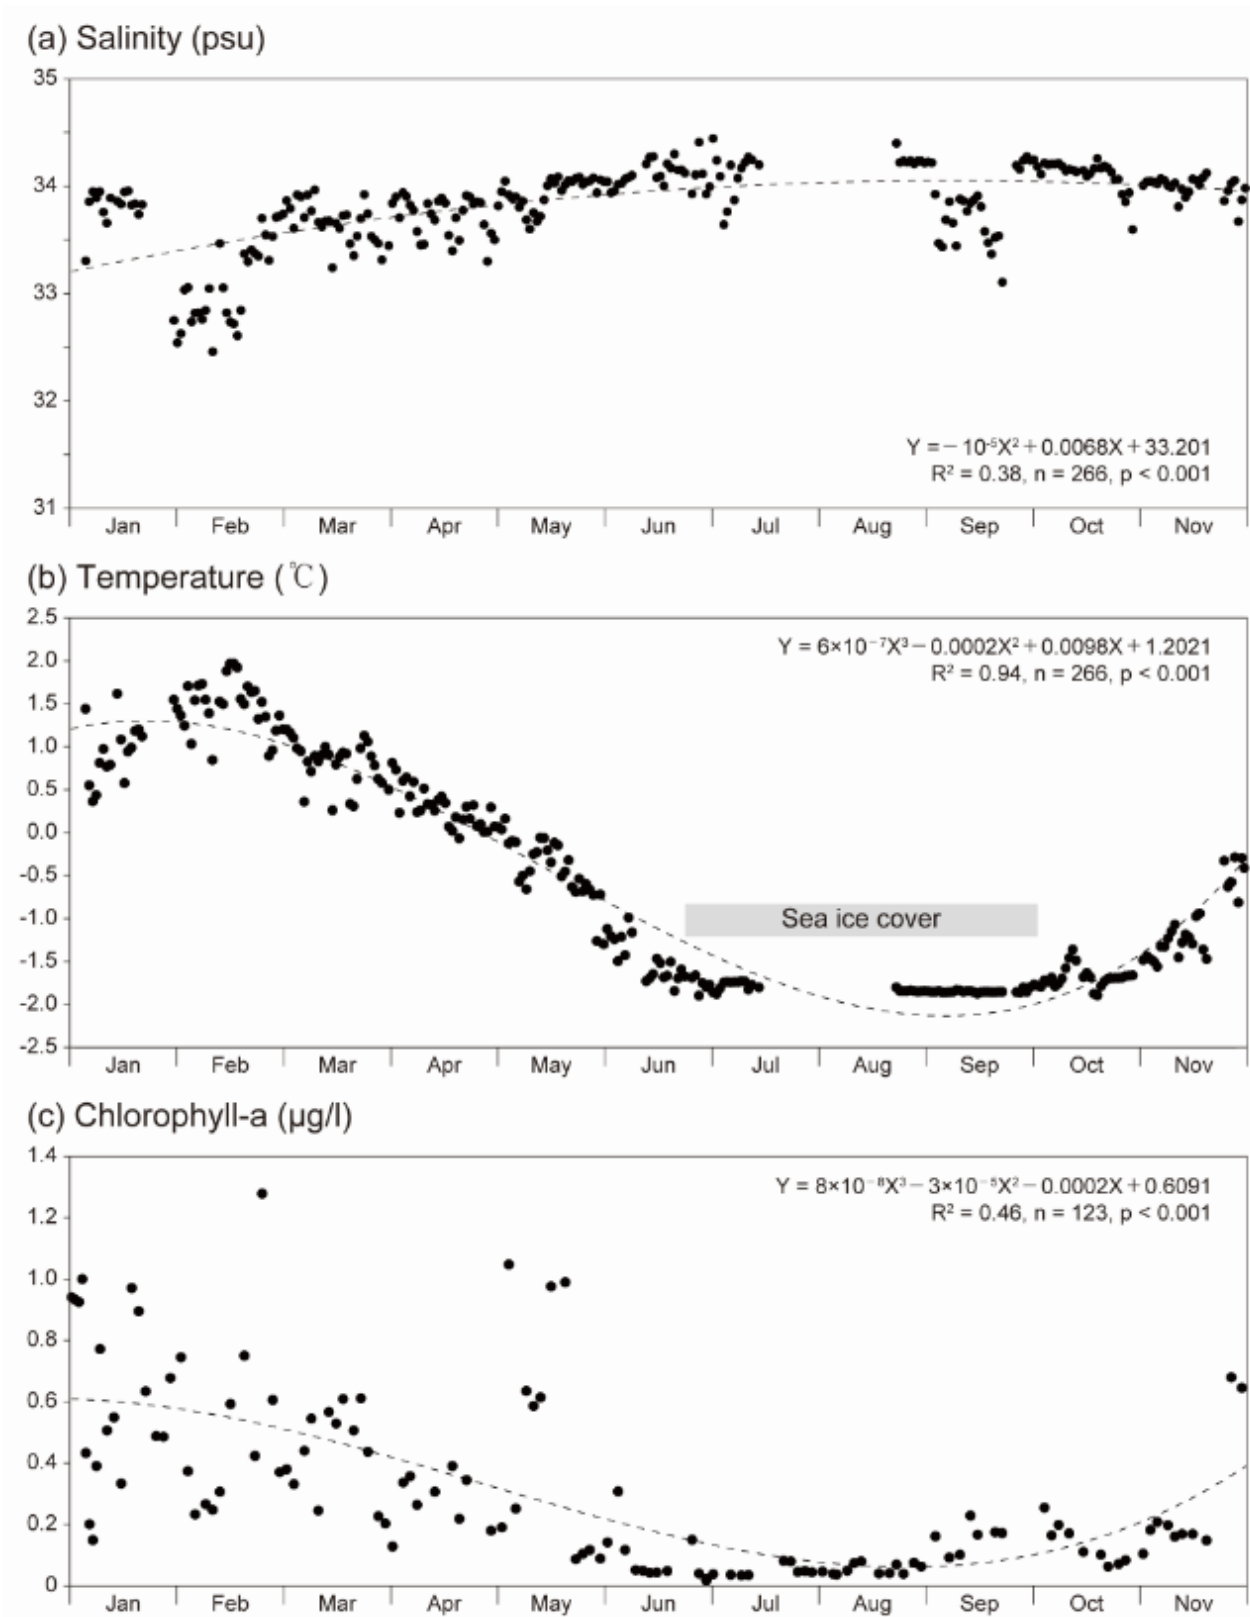 (a) Salinity (psu)
35
34
33
32
31
Jan Feb Mar Apr May Jun Jul Aug Sep Oct Nov
Y = − 10⁻⁵X² + 0.0068X + 33.201
R² = 0.38, n = 266, p < 0.001
(b) Temperature (℃)
2.5
2.0
1.5
1.0
0.5
0.0
-0.5
-1.0
-1.5
-2.0
-2.5
Jan Feb Mar Apr May Jun Jul Aug Sep Oct Nov
Y = 6×10⁻⁷X³ − 0.0002X² + 0.0098X + 1.2021
R² = 0.94, n = 266, p < 0.001
Sea ice cover
(c) Chlorophyll-a (µg/l)
1.4
1.2
1.0
0.8
0.6
0.4
0.2
0
Jan Feb Mar Apr May Jun Jul Aug Sep Oct Nov
Y = 8×10⁻⁸X³ − 3×10⁻⁵X² − 0.0002X + 0.6091
R² = 0.46, n = 123, p < 0.001